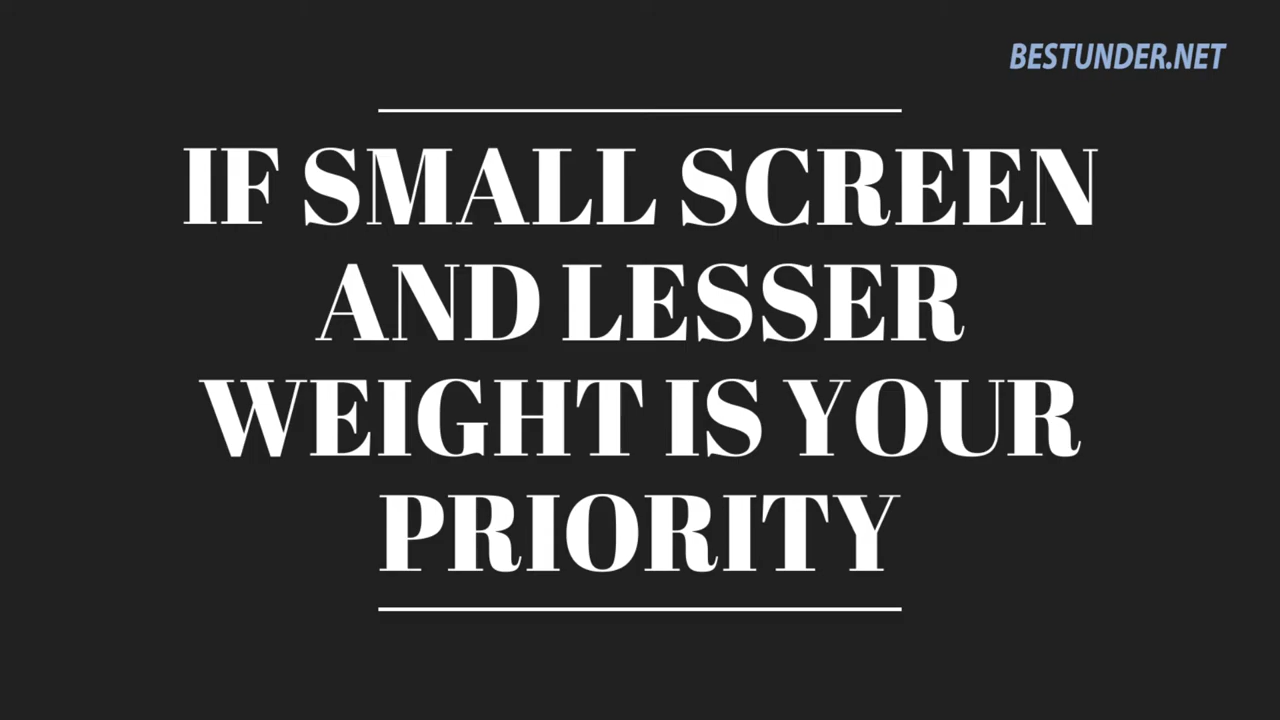 BESTUNDER.NET
IF SMALL SCREEN
AND LESSER
WEIGHT IS YOUR
PRIORITY